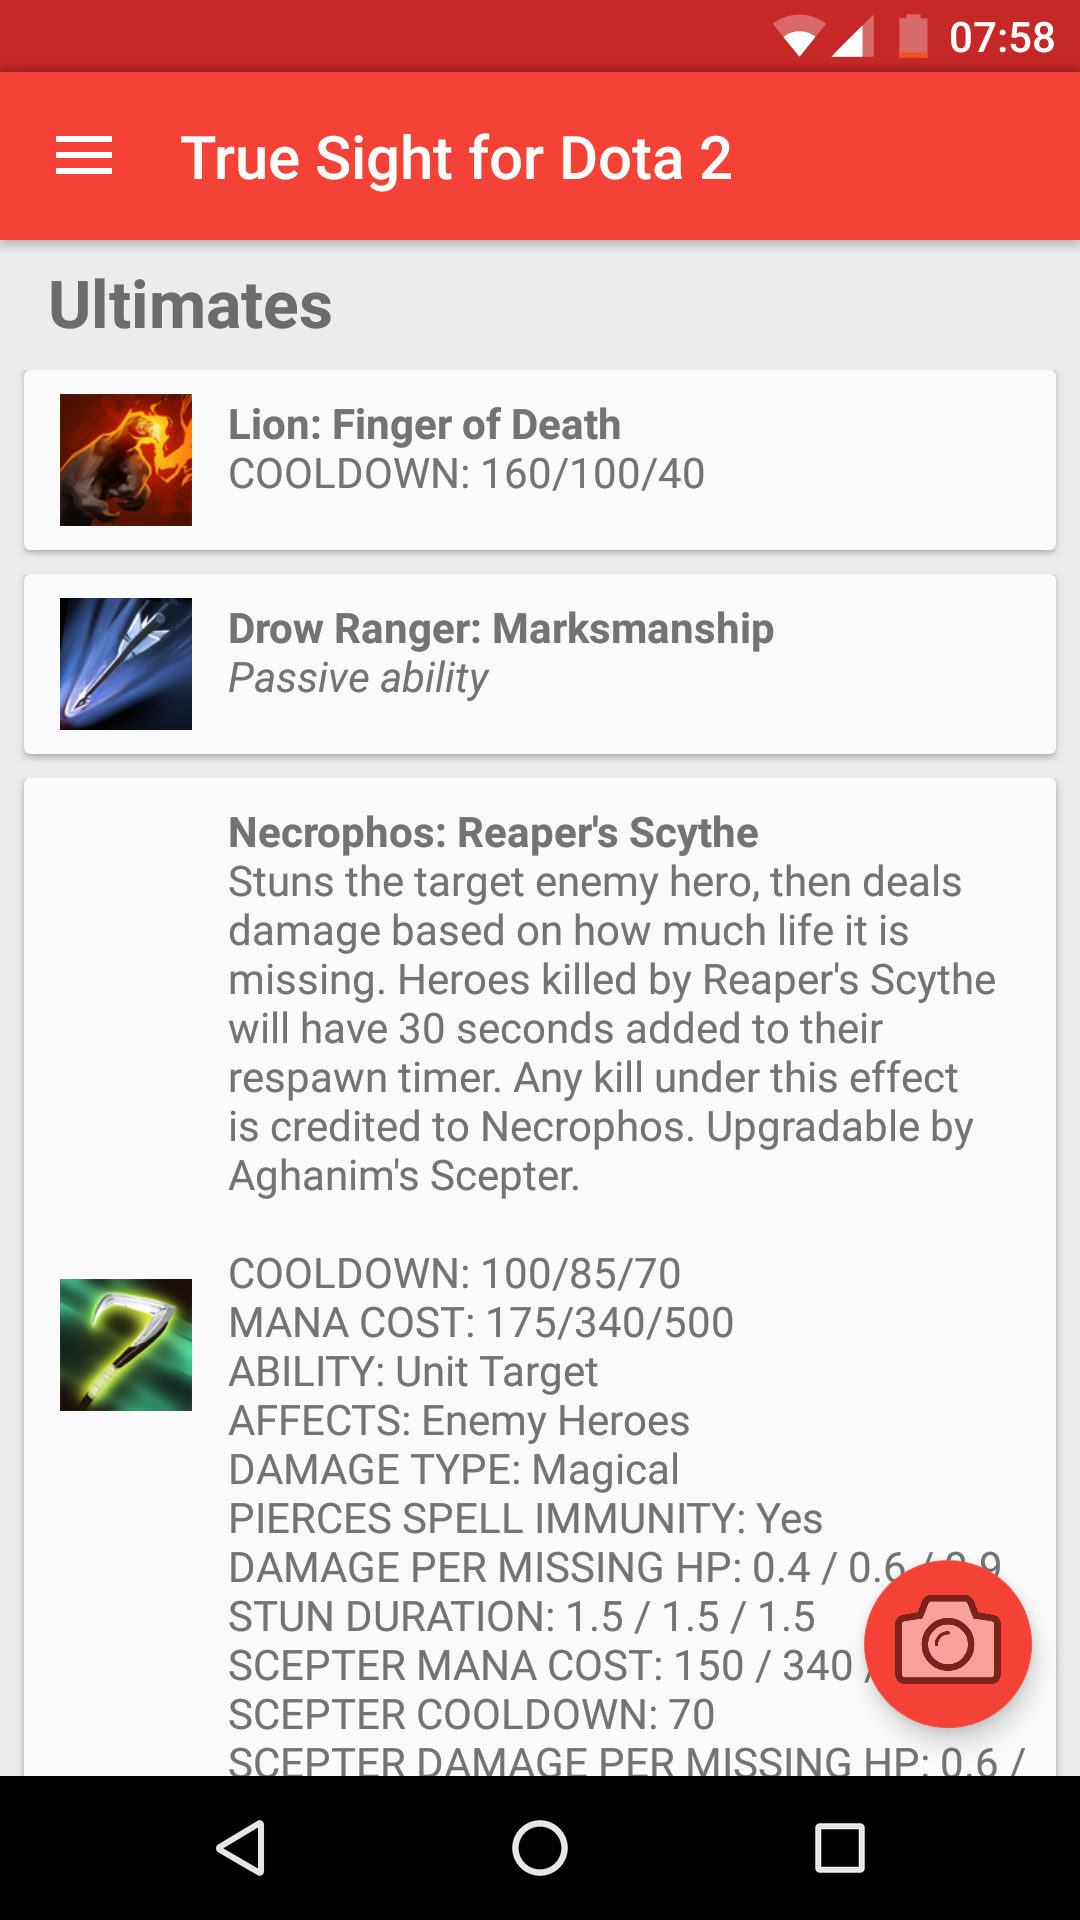 07:58
True Sight for Dota 2
Ultimates
Lion: Finger of Death
COOLDOWN: 160/100/40
Drow Ranger: Marksmanship
Passive ability
Necrophos: Reaper's Scythe
Stuns the target enemy hero, then deals
damage based on how much life it is
missing. Heroes killed by Reaper's Scythe
will have 30 seconds added to their
respawn timer. Any kill under this effect
is credited to Necrophos. Upgradable by
Aghanim's Scepter.
COOLDOWN: 100/85/70
MANA COST: 175/340/500
ABILITY: Unit Target
AFFECTS: Enemy Heroes
DAMAGE TYPE: Magical
PIERCES SPELL IMMUNITY: Yes
DAMAGE PER MISSING HP: 0.4 / 0.6 / 0.9
STUN DURATION: 1.5 / 1.5 / 1.5
SCEPTER MANA COST: 150 / 340 /
SCEPTER COOLDOWN: 70
SCEPTER DAMAGE PER MISSING HP: 0.6 /